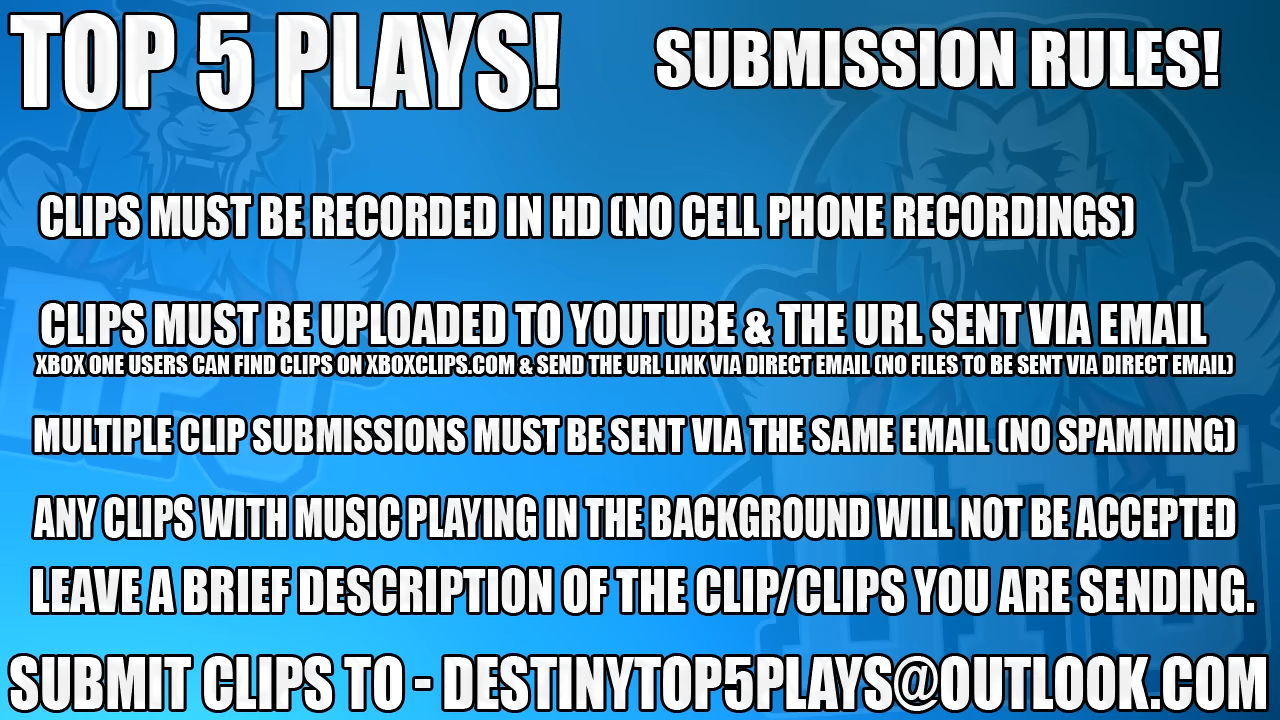 TOP 5 PLAYS!
SUBMISSION RULES!
CLIPS MUST BE RECORDED IN HD (NO CELL PHONE RECORDINGS)
CLIPS MUST BE UPLOADED TO YOUTUBE & THE URL SENT VIA EMAIL
XBOX ONE USERS CAN FIND CLIPS ON XBOXCLIPS.COM & SEND THE URL LINK VIA DIRECT EMAIL (NO FILES TO BE SENT VIA DIRECT EMAIL)
MULTIPLE CLIP SUBMISSIONS MUST BE SENT VIA THE SAME EMAIL (NO SPAMMING)
ANY CLIPS WITH MUSIC PLAYING IN THE BACKGROUND WILL NOT BE ACCEPTED
LEAVE A BRIEF DESCRIPTION OF THE CLIP/CLIPS YOU ARE SENDING.
SUBMIT CLIPS TO - DESTINYTOP5PLAYS@OUTLOOK.COM